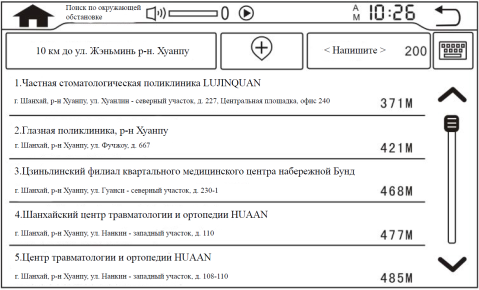 Поиск по окружающей
обстановке
0
AM 10:26
10 км до ул. Жэньминь р-н. Хуанпу
< Напишите > 200
1.Частная стоматологическая поликлиника LUJINQUAN
г. Шанхай, р-н Хуанпу, ул. Хуанлин - северный участок, д. 227, Центральная площадка, офис 240
371M
2.Глазная поликлиника, р-н Хуанпу
г. Шанхай, р-н Хуанпу, ул. Фучжоу, д. 667
421M
3.Цзиньлинский филиал квартального медицинского центра набережной Бунд
г. Шанхай, р-н Хуанпу, ул. Гуанси - северный участок, д. 230-1
468M
4.Шанхайский центр травматологии и ортопедии HUAAN
г. Шанхай, р-н Хуанпу, ул. Нанкин - западный участок, д. 110
477M
5.Центр травматологии и ортопедии HUAAN
г. Шанхай, р-н Хуанпу, ул. Нанкин - западный участок, д. 108-110
485M